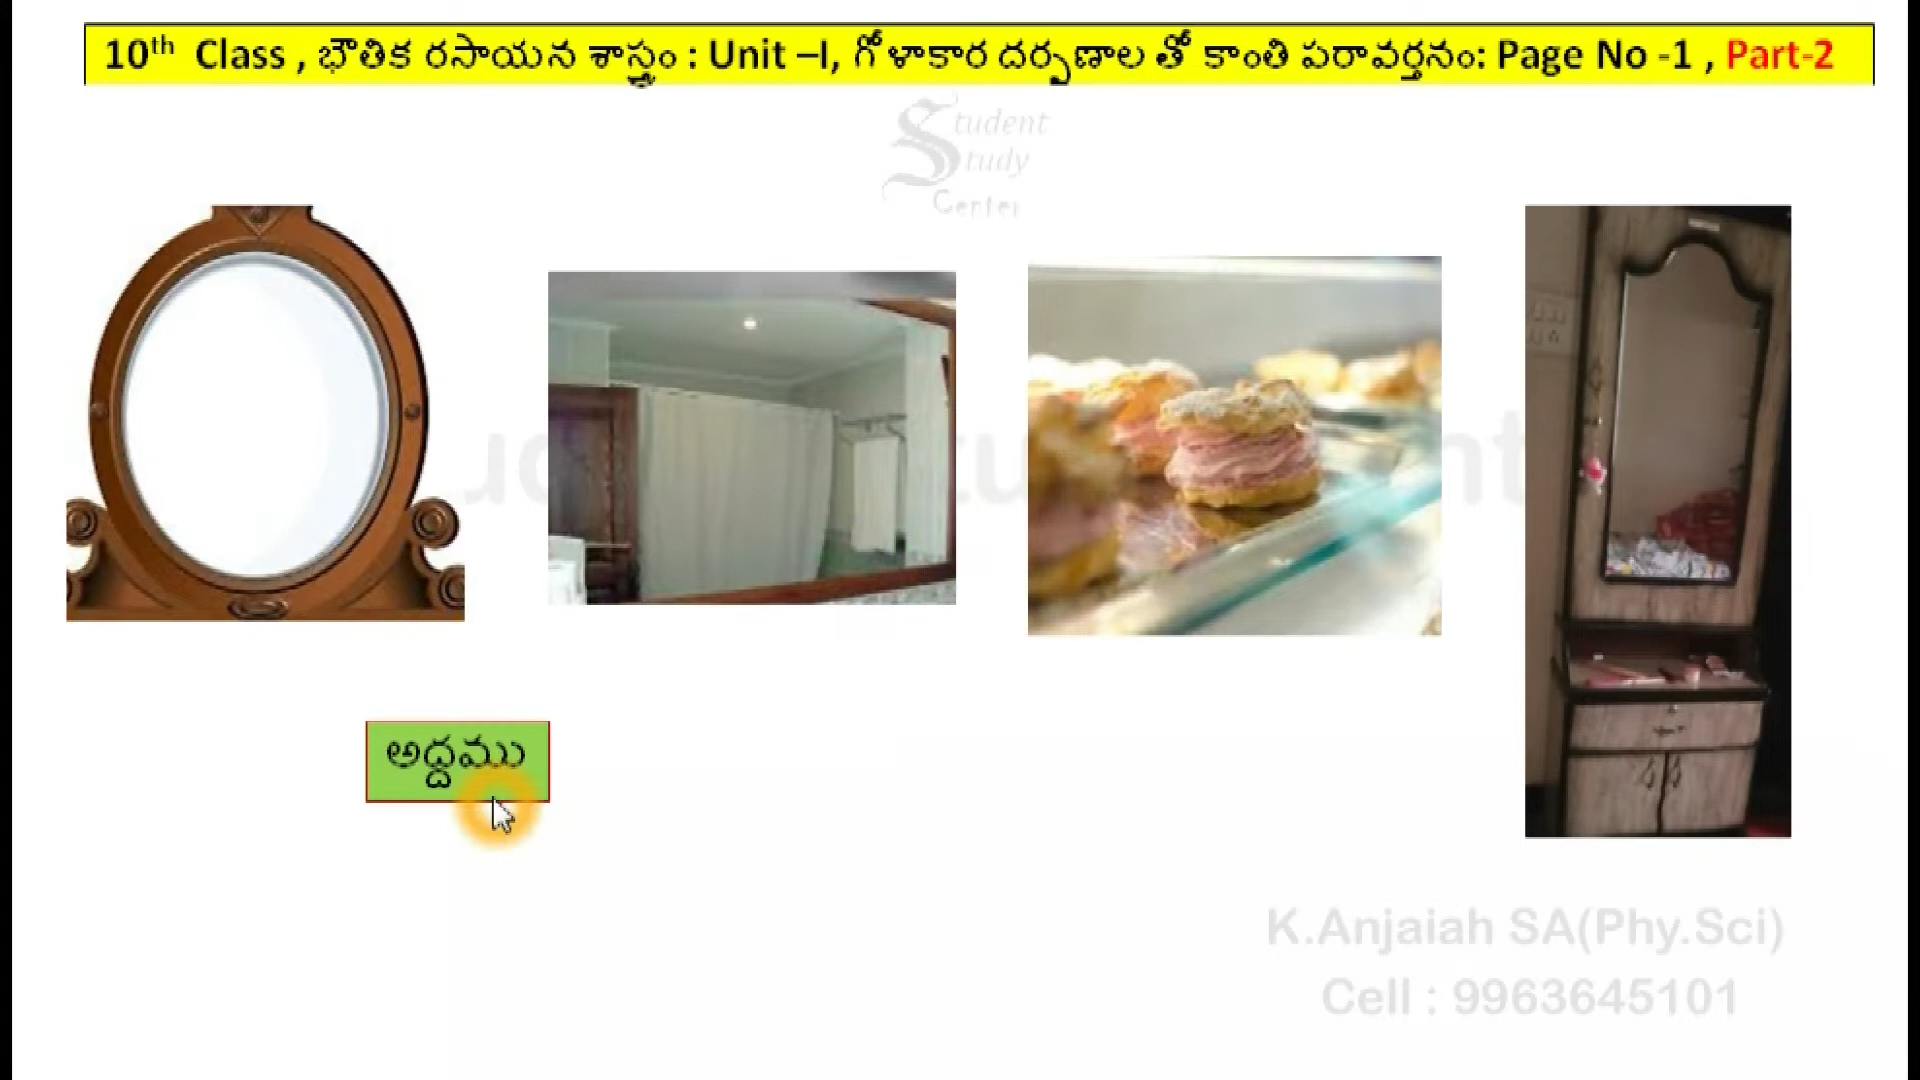 10th Class , భౌతిక రసాయన శాస్త్రం : Unit –I, గోళాకార దర్పణాల తో కాంతి పరావర్తనం: Page No -1 , Part-2
Student
Study
Center
అద్దము
K.Anjaiah SA(Phy.Sci)
Cell : 9963645101